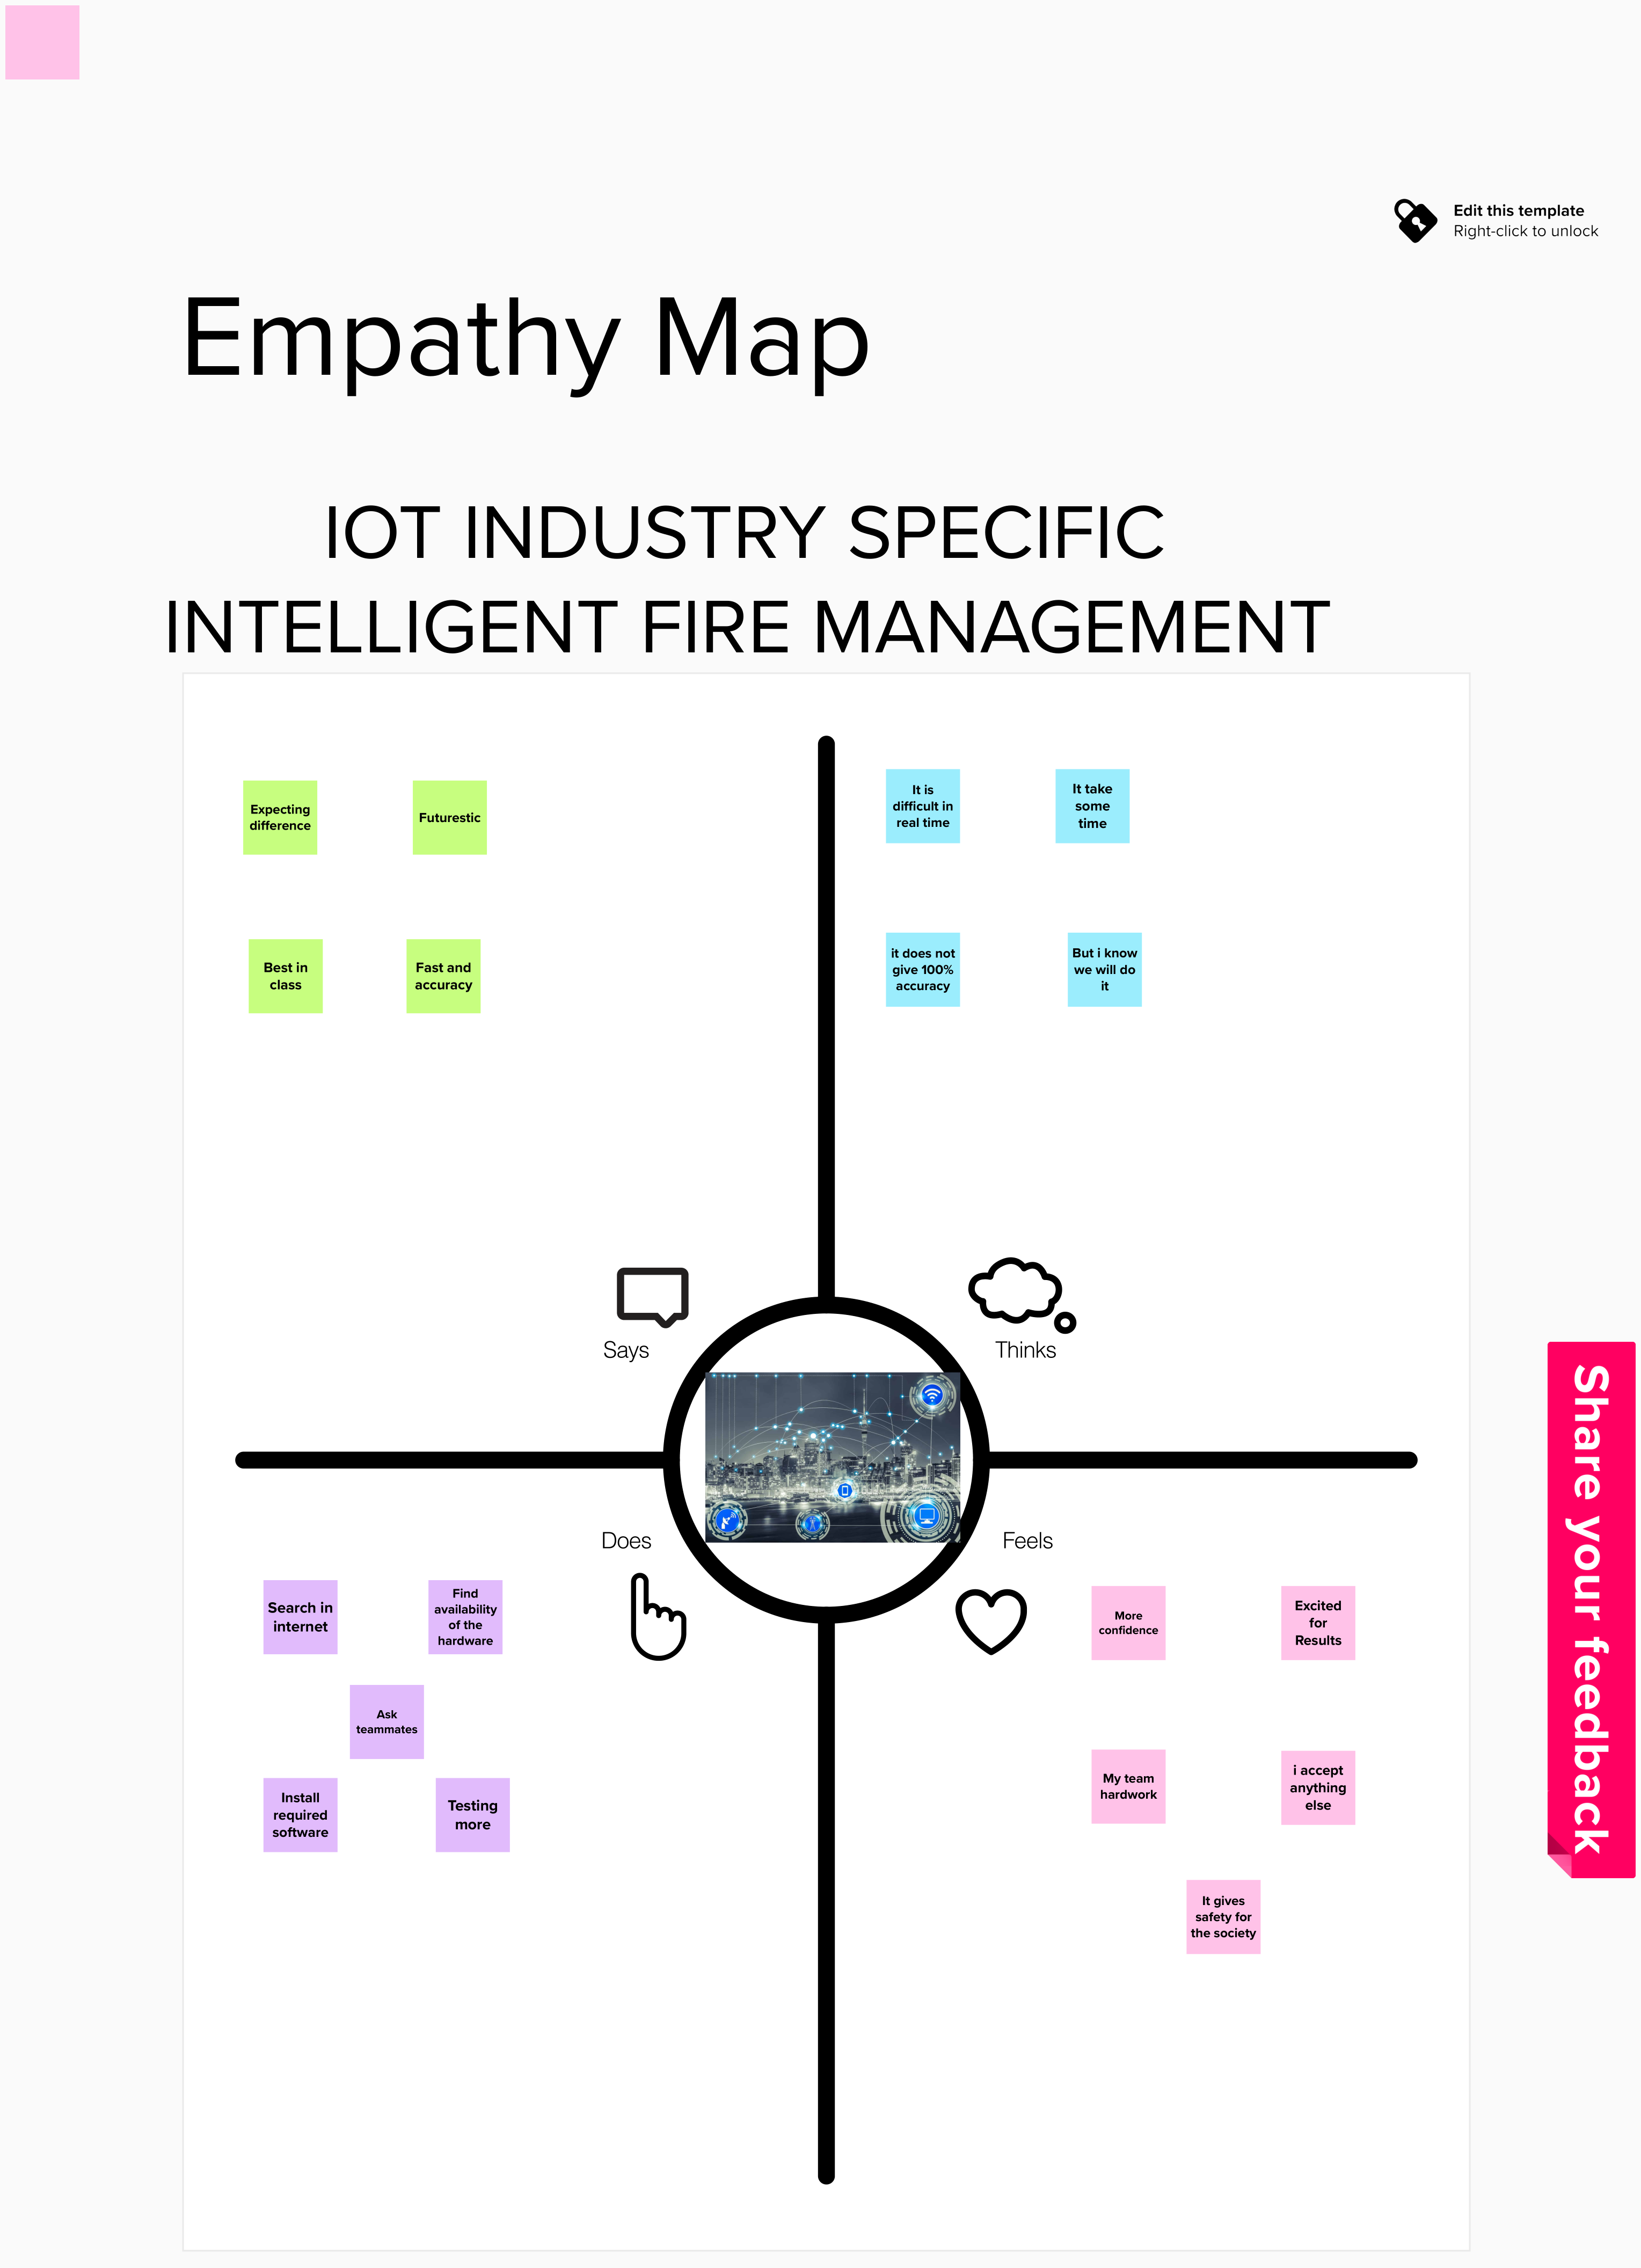 Edit this template
Right-click to unlock
Empathy Map
IOT INDUSTRY SPECIFIC
INTELLIGENT FIRE MANAGEMENT
Expecting
difference
Futurestic
Best in
class
Fast and
accuracy
It is
difficult in
real time
It take
some
time
it does not
give 100%
accuracy
But i know
we will do
it
Says
Thinks
Does
Feels
Search in
internet
Find
availability
of the
hardware
Ask
teammates
Install
required
software
Testing
more
More
confidence
Excited
for
Results
My team
hardwork
i accept
anything
else
It gives
safety for
the society
Share your feedback